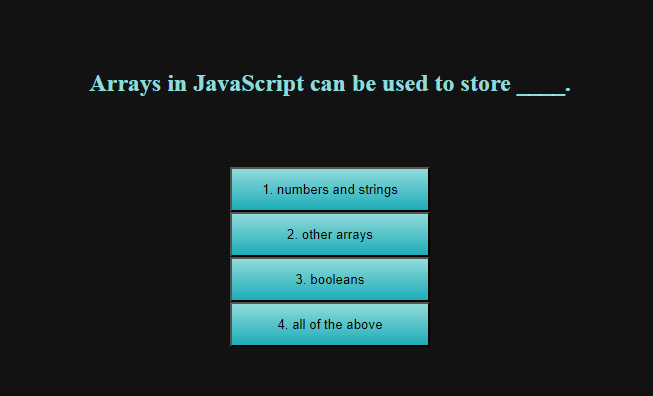 Arrays in JavaScript can be used to store ____.
1. numbers and strings
2. other arrays
3. booleans
4. all of the above